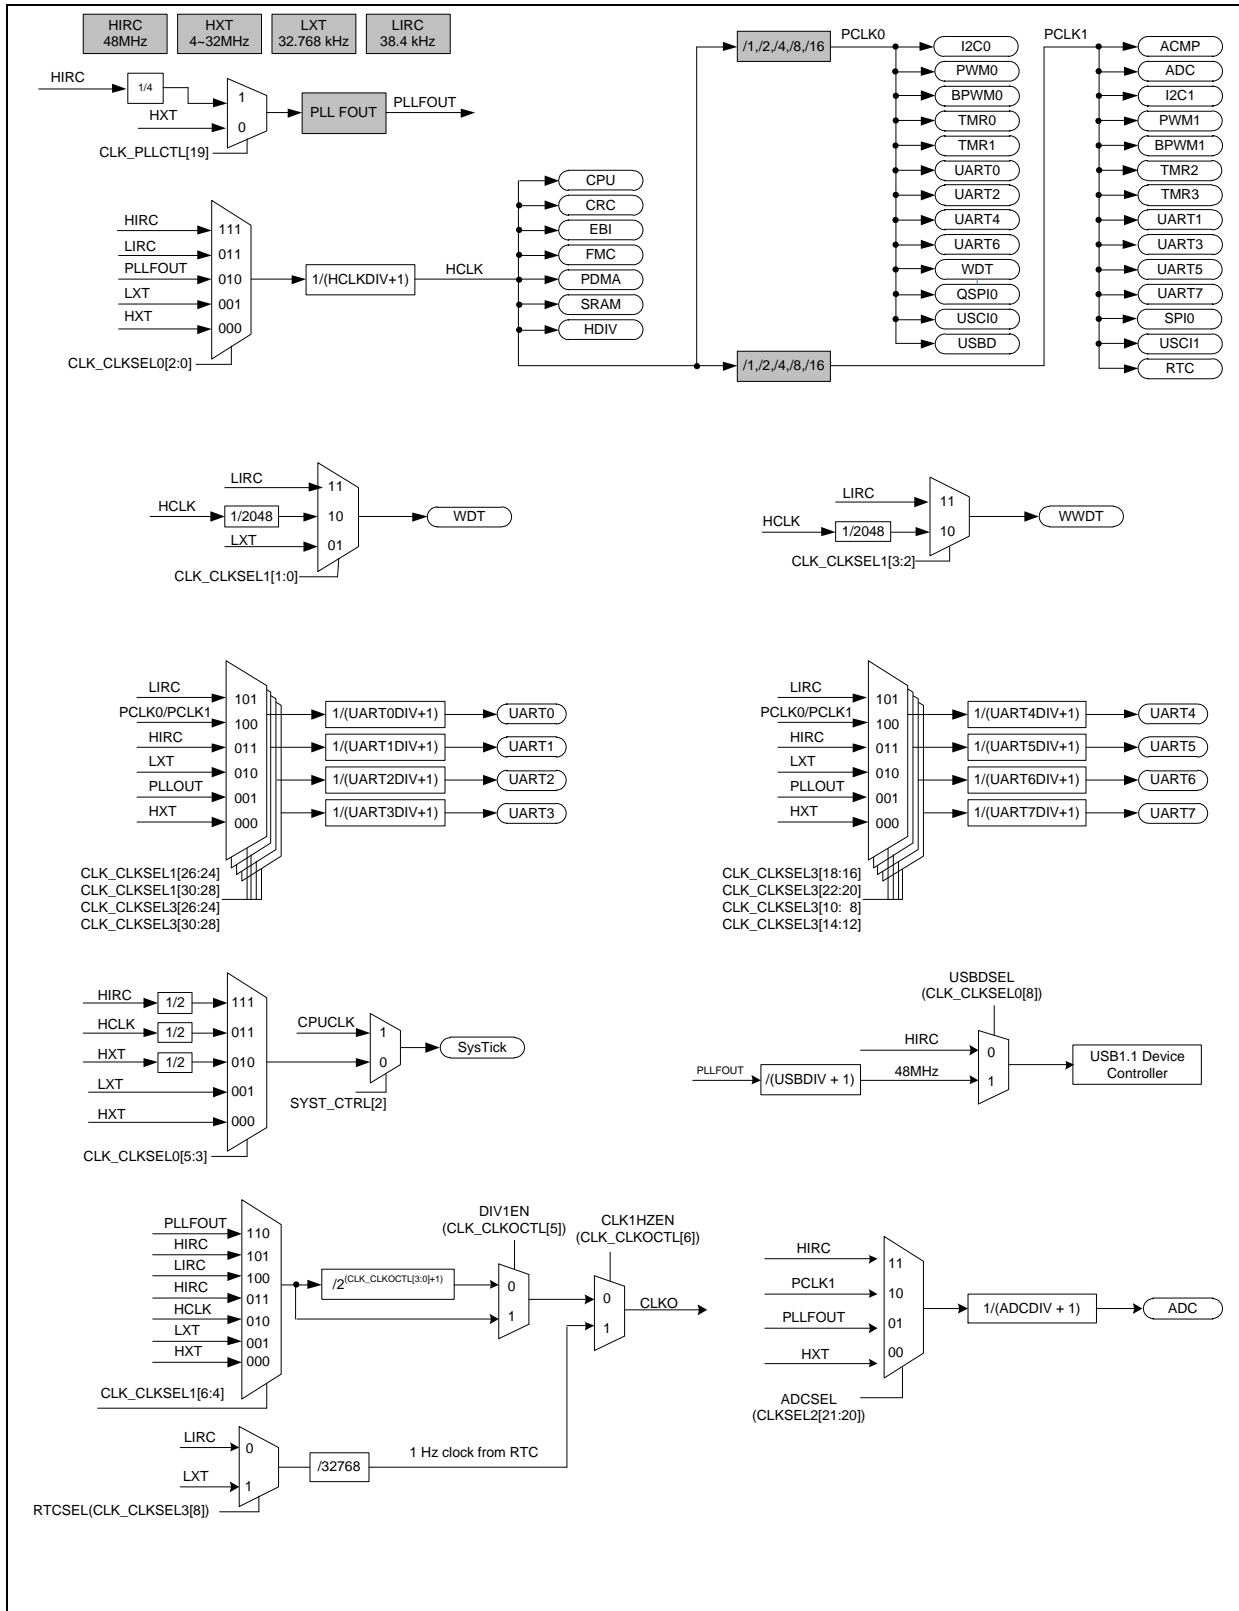 HIRC
48MHz
HXT
4~32MHz
LXT
32.768 kHz
LIRC
38.4 kHz
HIRC
1/4
HXT
1
0
PLL FOUT
PLLFOUT
CLK_PLLCTL[19]
HIRC
LIRC
PLLFOUT
LXT
HXT
111
011
010
001
000
CLK_CLKSEL0[2:0]
1/(HCLKDIV+1)
HCLK
CPU
CRC
EBI
FMC
PDMA
SRAM
HDIV
/1,/2,/4,/8,/16
PCLK0
I2C0
PWM0
BPWM0
TMR0
TMR1
UART0
UART2
UART4
UART6
WDT
QSPI0
USCI0
USBD
/1,/2,/4,/8,/16
PCLK1
ACMP
ADC
I2C1
PWM1
BPWM1
TMR2
TMR3
UART1
UART3
UART5
UART7
SPI0
USCI1
RTC
LIRC
HCLK
1/2048
LXT
11
10
01
WDT
CLK_CLKSEL1[1:0]
LIRC
HCLK
1/2048
11
10
WWDT
CLK_CLKSEL1[3:2]
LIRC
PCLK0/PCLK1
HIRC
LXT
PLLOUT
HXT
101
100
011
010
001
000
1/(UART0DIV+1)
UART0
1/(UART1DIV+1)
UART1
1/(UART2DIV+1)
UART2
1/(UART3DIV+1)
UART3
CLK_CLKSEL1[26:24]
CLK_CLKSEL1[30:28]
CLK_CLKSEL3[26:24]
CLK_CLKSEL3[30:28]
LIRC
PCLK0/PCLK1
HIRC
LXT
PLLOUT
HXT
101
100
011
010
001
000
1/(UART4DIV+1)
UART4
1/(UART5DIV+1)
UART5
1/(UART6DIV+1)
UART6
1/(UART7DIV+1)
UART7
CLK_CLKSEL3[18:16]
CLK_CLKSEL3[22:20]
CLK_CLKSEL3[10: 8]
CLK_CLKSEL3[14:12]
HIRC
1/2
HCLK
1/2
HXT
1/2
LXT
HXT
111
011
010
001
000
CLK_CLKSEL0[5:3]
CPUCLK
1
0
SYST_CTRL[2]
SysTick
USBDSEL
(CLK_CLKSEL0[8])
HIRC
PLLFOUT
/(USBDIV + 1)
48MHz
0
1
USB1.1 Device
Controller
PLLFOUT
HIRC
LIRC
HIRC
HCLK
LXT
HXT
110
101
100
011
010
001
000
CLK_CLKSEL1[6:4]
/2(CLK_CLKOCTL[3:0]+1)
DIV1EN
(CLK_CLKOCTL[5])
0
1
CLK1HZEN
(CLK_CLKOCTL[6])
0
1
CLKO
LIRC
LXT
0
1
/32768
1 Hz clock from RTC
RTCSEL(CLK_CLKSEL3[8])
HIRC
PCLK1
PLLFOUT
HXT
11
10
01
00
1/(ADCDIV + 1)
ADC
ADCSEL
(CLKSEL2[21:20])